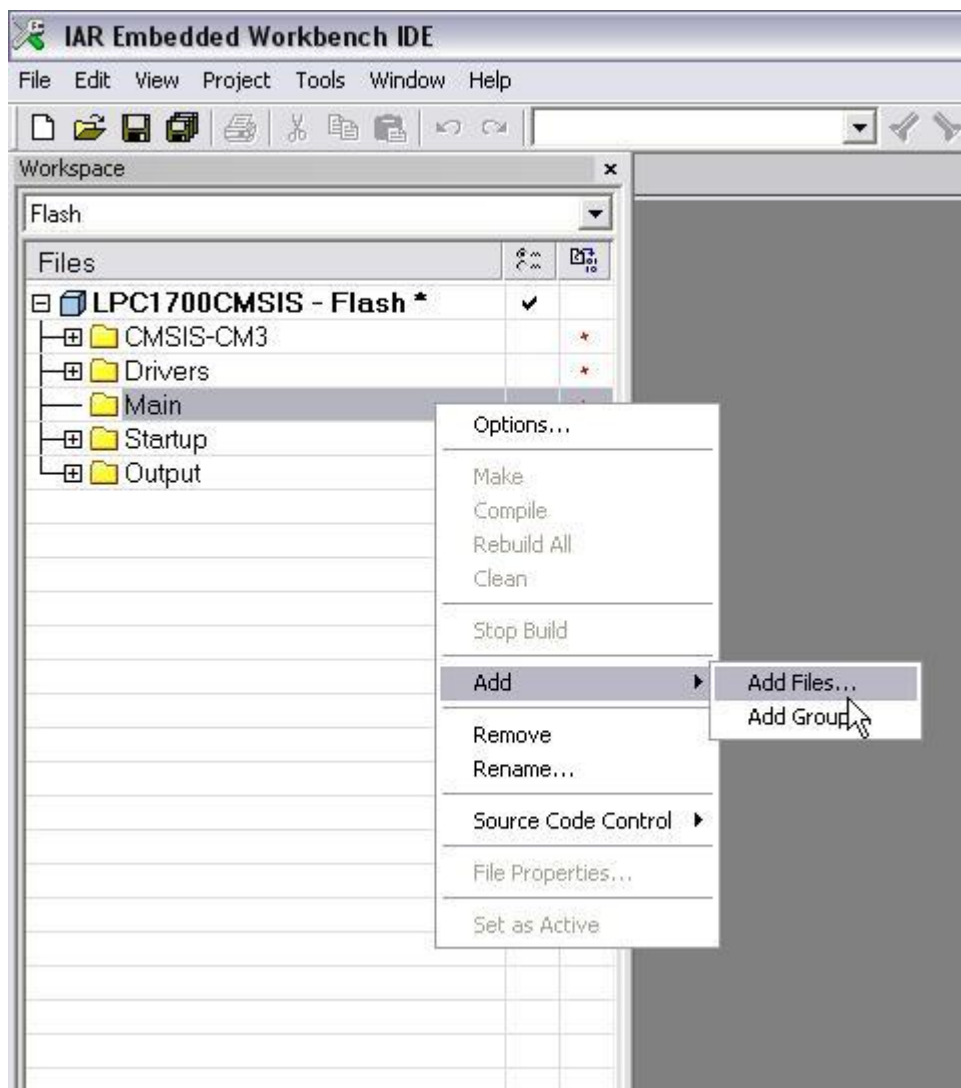 IAR Embedded Workbench IDE
File Edit View Project Tools Window Help
Workspace
Flash
Files
LPC1700CMSIS - Flash *
CMSIS-CM3
Drivers
Main
Startup
Output
Options...
Make
Compile
Rebuild All
Clean
Stop Build
Add
Add Files...
Add Group
Remove
Rename...
Source Code Control
File Properties...
Set as Active